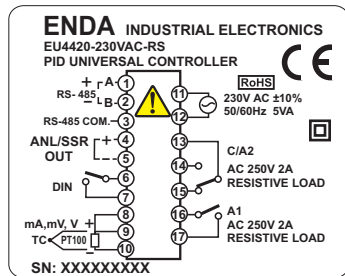 ENDA INDUSTRIAL ELECTRONICS
EU4420-230VAC-RS
PID UNIVERSAL CONTROLLER
CE
RoHS
230V AC ±10%
50/60Hz 5VA
+ A 1
RS- 485
- B 2
RS-485 COM. 3
ANL/SSR + 4
OUT - 5
6
DIN
7
mA,mV, V + 8
TC PT100 9
- 10
11
12
13
C/A2
14
AC 250V 2A
15
RESISTIVE LOAD
16 A1
AC 250V 2A
17 RESISTIVE LOAD
SN: XXXXXXXXX